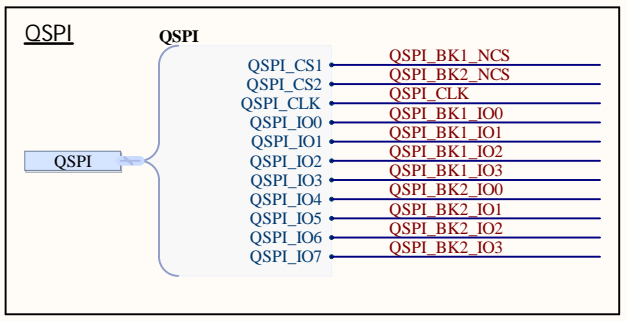 QSPI
QSPI
QSPI_CS1 QSPI_BK1_NCS
QSPI_CS2 QSPI_BK2_NCS
QSPI_CLK QSPI_CLK
QSPI_IO0 QSPI_BK1_IO0
QSPI_IO1 QSPI_BK1_IO1
QSPI_IO2 QSPI_BK1_IO2
QSPI QSPI_IO3 QSPI_BK1_IO3
QSPI_IO4 QSPI_BK2_IO0
QSPI_IO5 QSPI_BK2_IO1
QSPI_IO6 QSPI_BK2_IO2
QSPI_IO7 QSPI_BK2_IO3